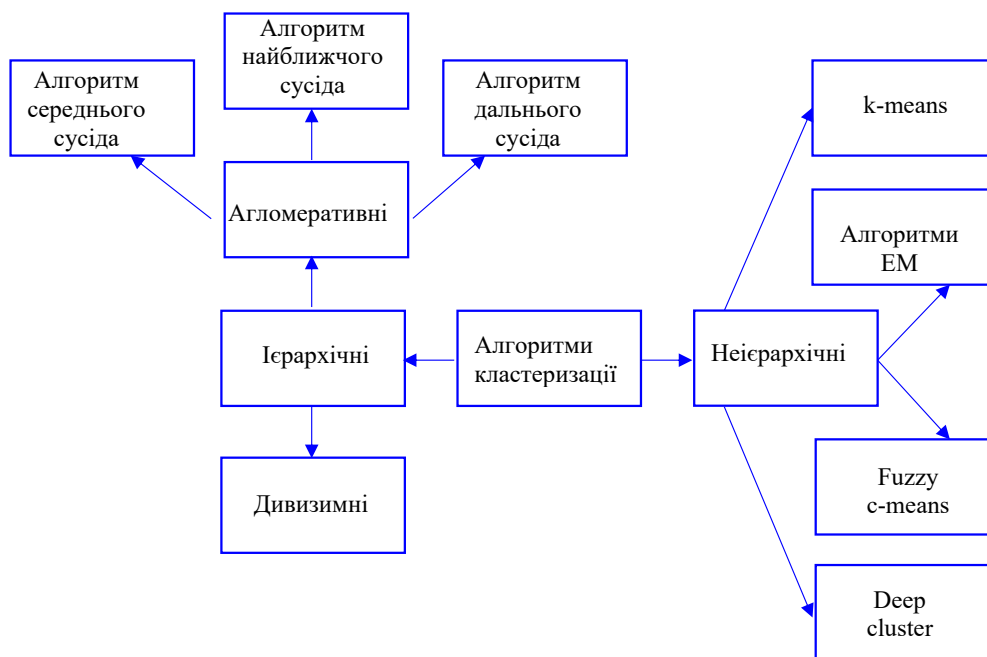 Алгоритм
найближчого
сусіда
Алгоритм
середнього
сусіда
Алгоритм
дальнього
сусіда
k-means
Агломеративні
Алгоритми
EM
Ієрархічні
Алгоритми
кластеризації
Неієрархічні
Дивизимні
Fuzzy
c-means
Deep
cluster